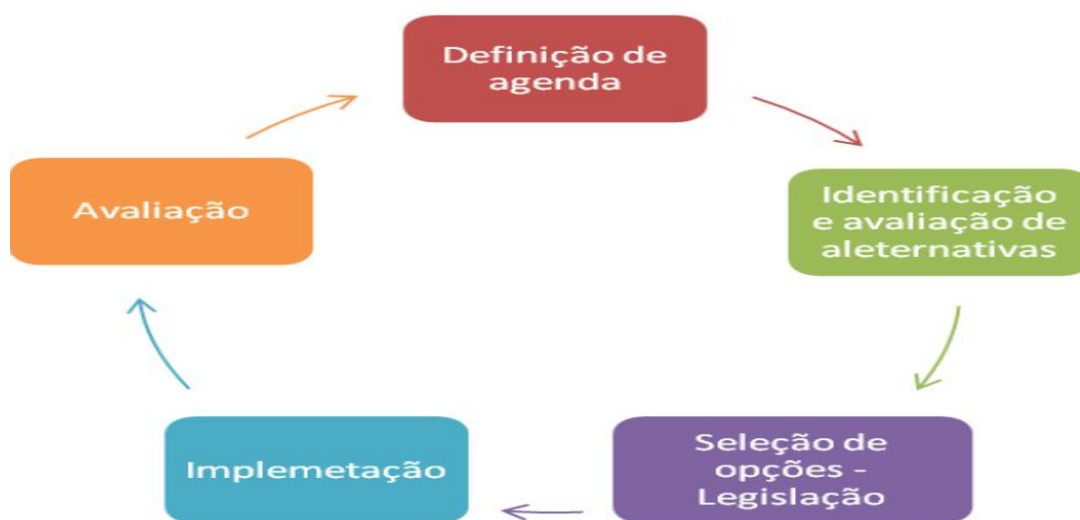 Definição de
agenda
Identificação
e avaliação de
aleternativas
Seleção de
opções -
Legislação
Implemetação
Avaliação